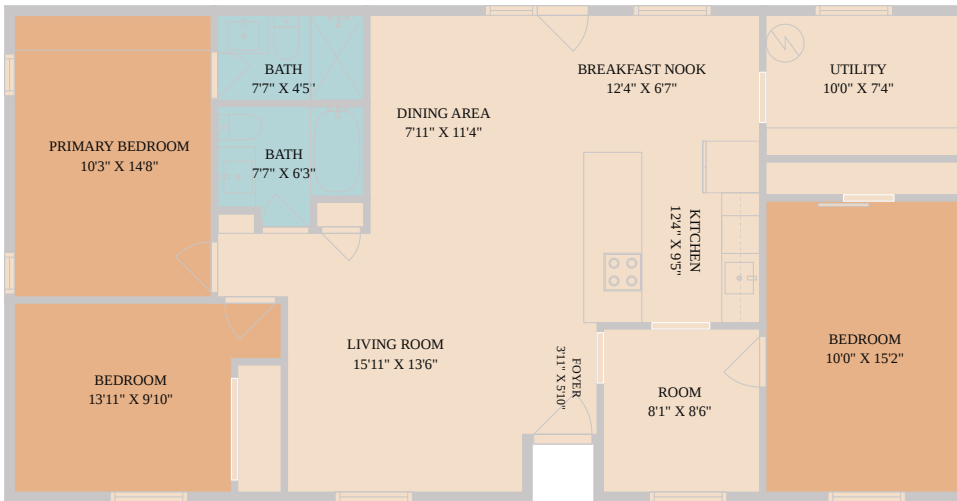 BATH
7'7" X 4'5"
BREAKFAST NOOK
12'4" X 6'7"
UTILITY
10'0" X 7'4"
DINING AREA
7'11" X 11'4"
PRIMARY BEDROOM
10'3" X 14'8"
BATH
7'7" X 6'3"
KITCHEN
12'4" X 9'5"
LIVING ROOM
15'11" X 13'6"
FOYER
3'11" X 5'10"
BEDROOM
10'0" X 15'2"
BEDROOM
13'11" X 9'10"
ROOM
8'1" X 8'6"